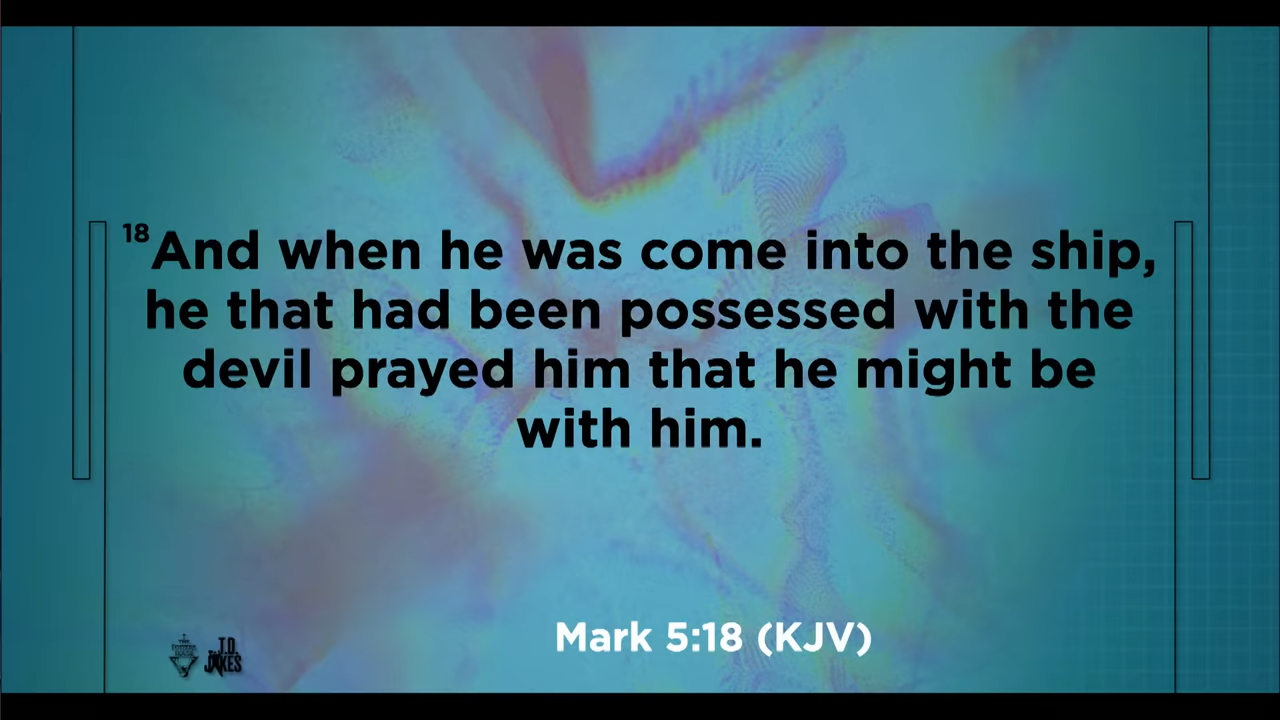 18And when he was come into the ship,
he that had been possessed with the
devil prayed him that he might be
with him.
Mark 5:18 (KJV)
T.D.
JAKES